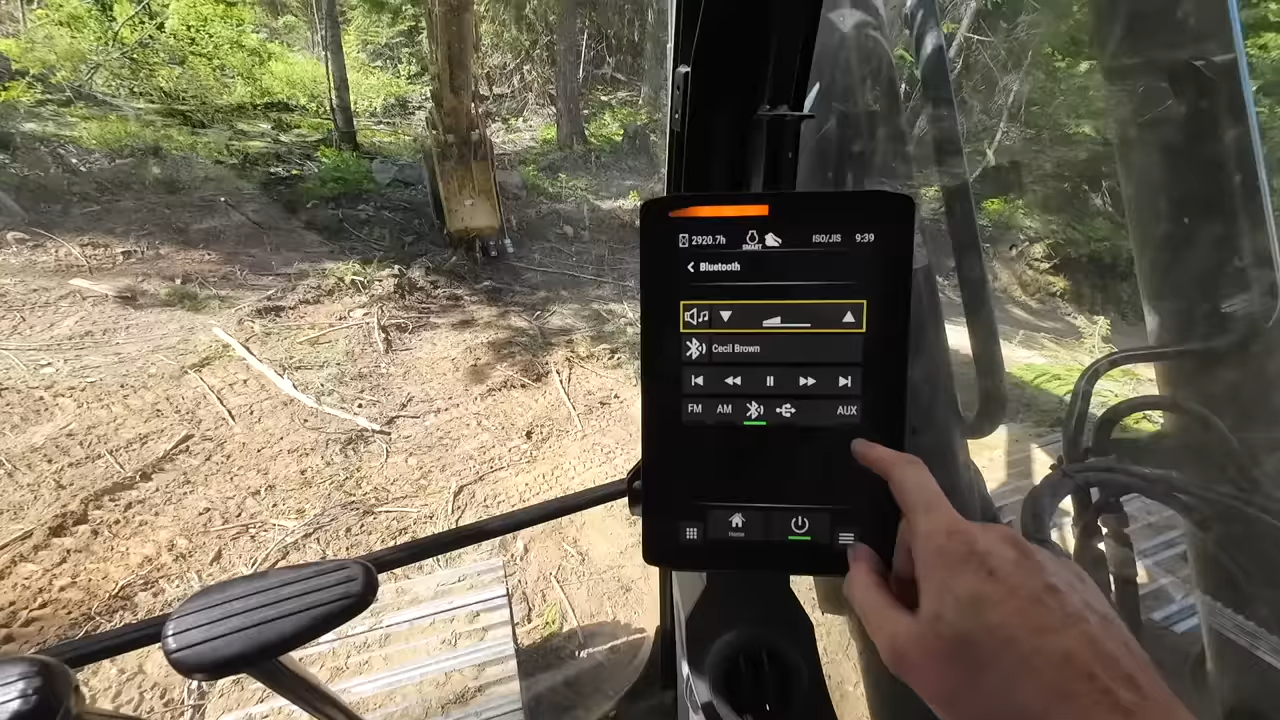 2920.7h SMART ISO/JIS 9:39
Bluetooth
Cecil Brown
FM AM AUX
Home